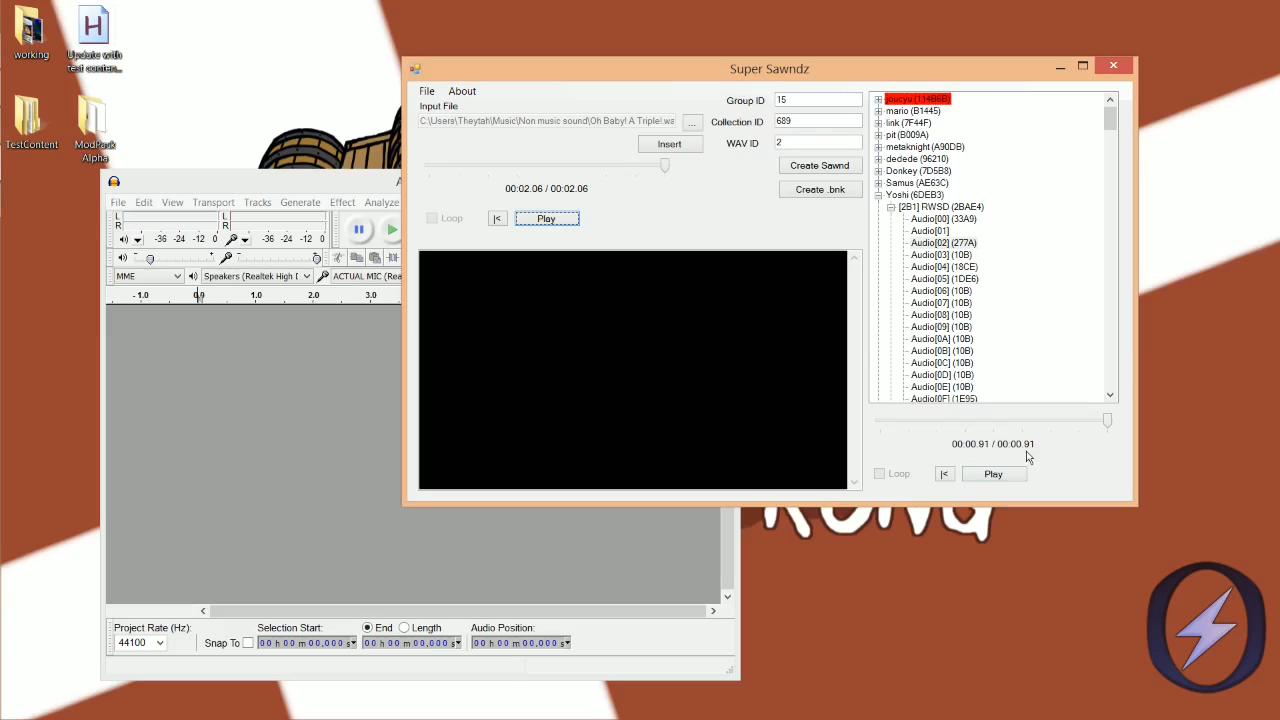 working
Update with
test conten...
TestContent
ModPack
Alpha
File Edit View Transport Tracks Generate Effect Analyze
L
R
L
R
-36 -24 -12 0
-36 -24 -12 0
MME
Speakers (Realtek High D
ACTUAL MIC (Rea
-1.0 0.9 1.0 2.0 3.0
Project Rate (Hz):
44100
Snap To
Selection Start:
End
Length
Audio Position:
00 h 00 m 00,000 s
00 h 00 m 00,000 s
00 h 00 m 00,000 s
Super Sawndz
File About
Input File
C:\Users\Theytah\Music\Non music sound\Oh Baby! A Triple!.wa
...
Insert
00:02.06 / 00:02.06
Loop
|<
Play
Group ID 15
Collection ID 689
WAV ID 2
Create Sawnd
Create .bnk
joucyu (114B6B)
mario (B1445)
link (7F44F)
pit (B009A)
metaknight (A90DB)
dedede (96210)
Donkey (7D5B8)
Samus (AE63C)
Yoshi (6DEB3)
[2B1] RWSD (2BAE4)
Audio[00] (33A9)
Audio[01]
Audio[02] (277A)
Audio[03] (10B)
Audio[04] (18CE)
Audio[05] (1DE6)
Audio[06] (10B)
Audio[07] (10B)
Audio[08] (10B)
Audio[09] (10B)
Audio[0A] (10B)
Audio[0B] (10B)
Audio[0C] (10B)
Audio[0D] (10B)
Audio[0E] (10B)
Audio[0F] (1E95)
00:00.91 / 00:00.91
Loop
|<
Play
KONG